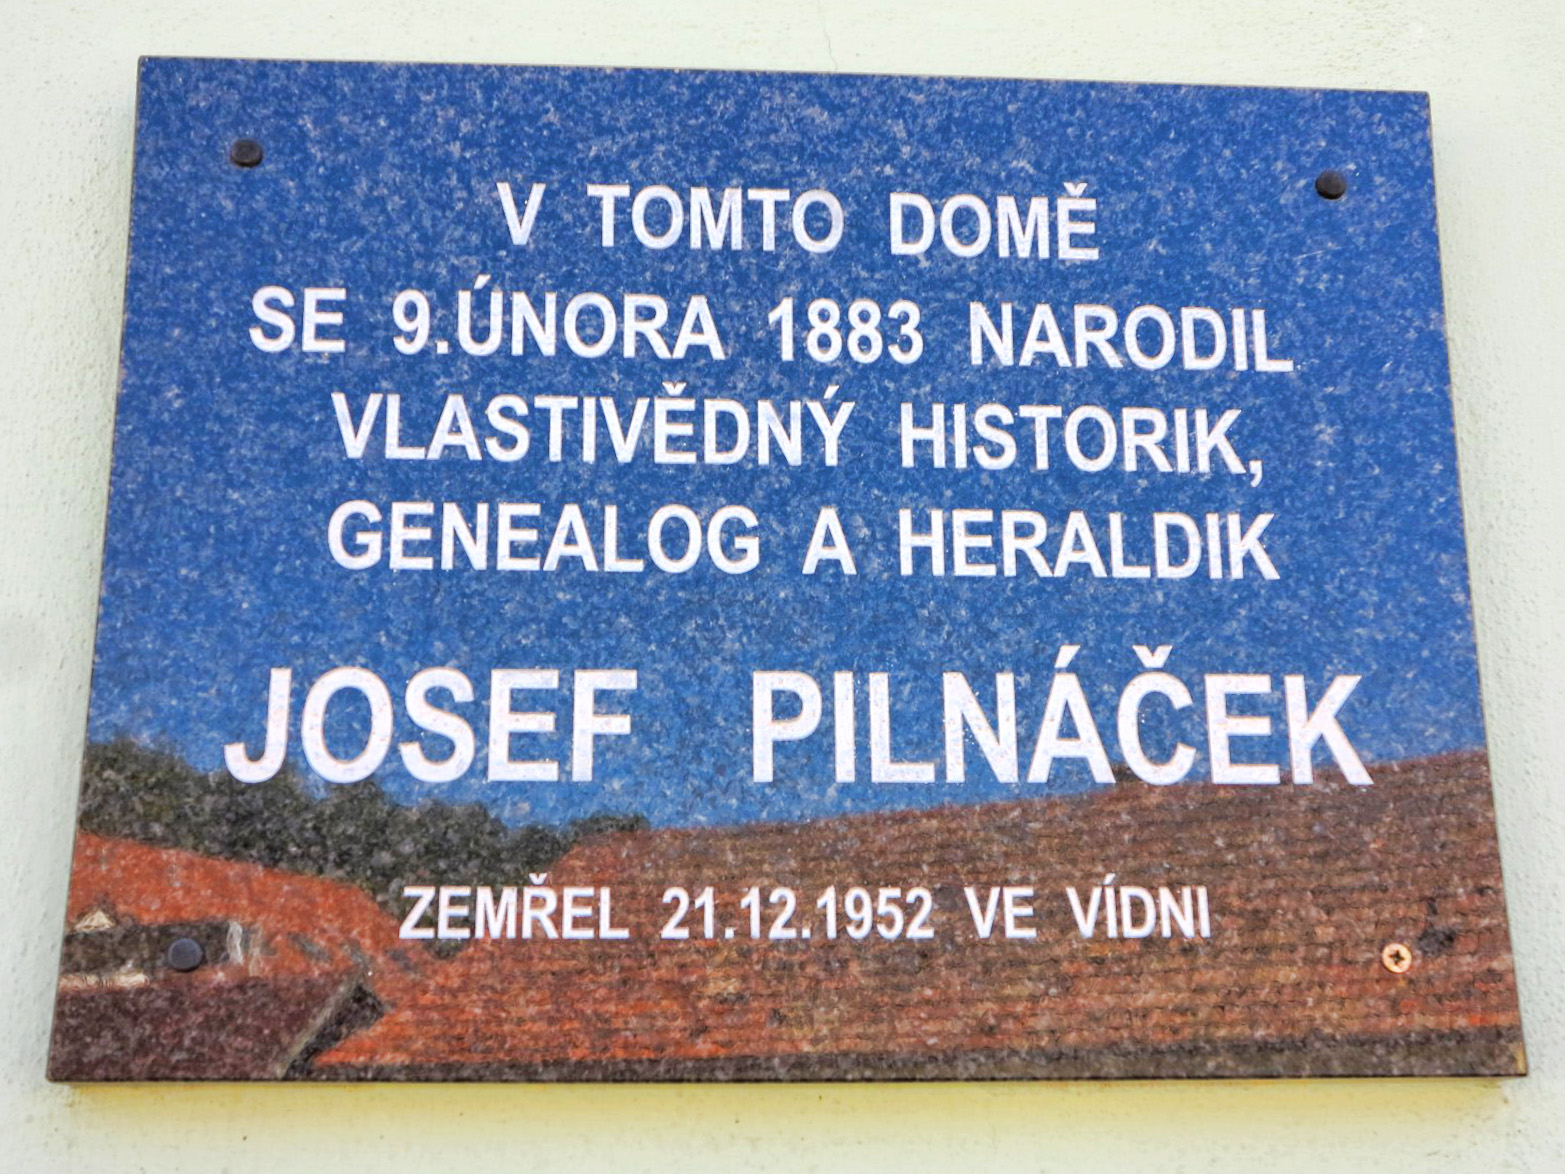 V TOMTO DOMĚ
SE 9.ÚNORA 1883 NARODIL
VLASTIVĚDNÝ HISTORIK,
GENEALOG A HERALDIK
JOSEF PILNÁČEK
ZEMŘEL 21.12.1952 VE VÍDNI